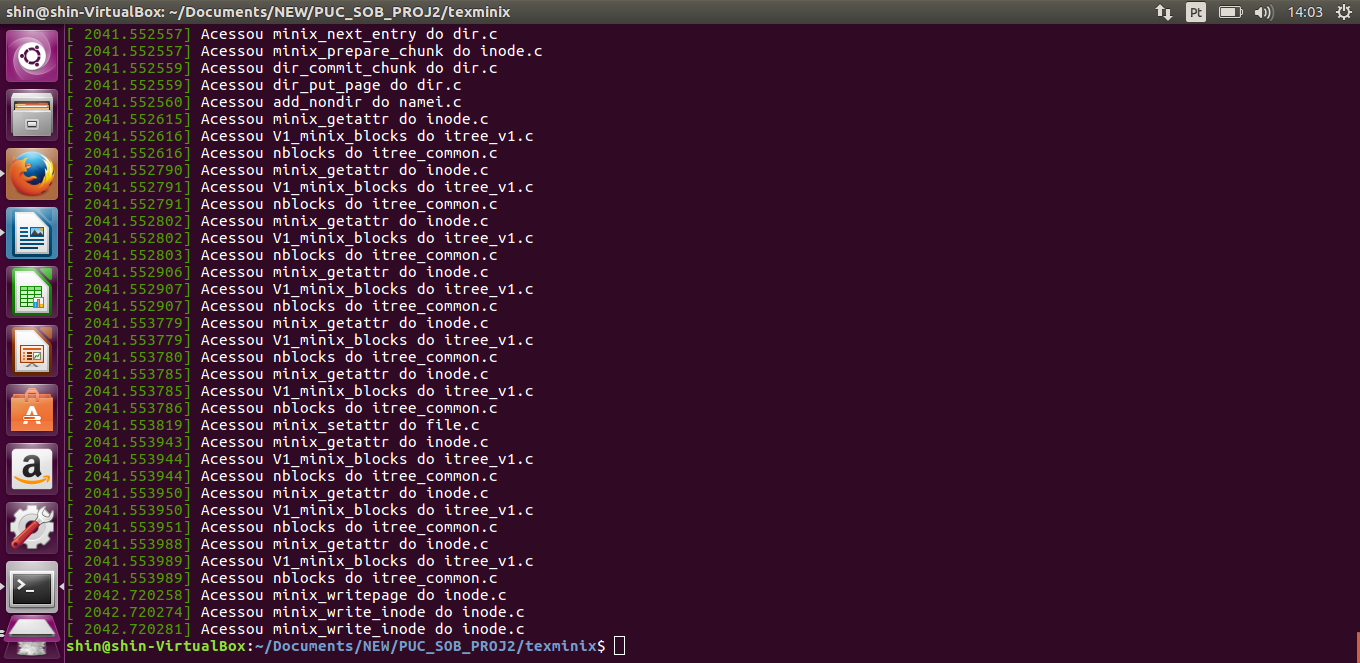 shin@shin-VirtualBox: ~/Documents/NEW/PUC_SOB_PROJ2/texminix Pt 14:03
[ 2041.552557] Acessou minix_next_entry do dir.c
[ 2041.552557] Acessou minix_prepare_chunk do inode.c
[ 2041.552559] Acessou dir_commit_chunk do dir.c
[ 2041.552559] Acessou dir_put_page do dir.c
[ 2041.552560] Acessou add_nondir do namei.c
[ 2041.552615] Acessou minix_getattr do inode.c
[ 2041.552616] Acessou V1_minix_blocks do itree_v1.c
[ 2041.552616] Acessou nblocks do itree_common.c
[ 2041.552790] Acessou minix_getattr do inode.c
[ 2041.552791] Acessou V1_minix_blocks do itree_v1.c
[ 2041.552791] Acessou nblocks do itree_common.c
[ 2041.552802] Acessou minix_getattr do inode.c
[ 2041.552802] Acessou V1_minix_blocks do itree_v1.c
[ 2041.552803] Acessou nblocks do itree_common.c
[ 2041.552906] Acessou minix_getattr do inode.c
[ 2041.552907] Acessou V1_minix_blocks do itree_v1.c
[ 2041.552907] Acessou nblocks do itree_common.c
[ 2041.553779] Acessou minix_getattr do inode.c
[ 2041.553779] Acessou V1_minix_blocks do itree_v1.c
[ 2041.553780] Acessou nblocks do itree_common.c
[ 2041.553785] Acessou minix_getattr do inode.c
[ 2041.553785] Acessou V1_minix_blocks do itree_v1.c
[ 2041.553786] Acessou nblocks do itree_common.c
[ 2041.553819] Acessou minix_setattr do file.c
[ 2041.553943] Acessou minix_getattr do inode.c
[ 2041.553944] Acessou V1_minix_blocks do itree_v1.c
[ 2041.553944] Acessou nblocks do itree_common.c
[ 2041.553950] Acessou minix_getattr do inode.c
[ 2041.553950] Acessou V1_minix_blocks do itree_v1.c
[ 2041.553951] Acessou nblocks do itree_common.c
[ 2041.553988] Acessou minix_getattr do inode.c
[ 2041.553989] Acessou V1_minix_blocks do itree_v1.c
[ 2041.553989] Acessou nblocks do itree_common.c
[ 2042.720258] Acessou minix_writepage do inode.c
[ 2042.720274] Acessou minix_write_inode do inode.c
[ 2042.720281] Acessou minix_write_inode do inode.c
shin@shin-VirtualBox:~/Documents/NEW/PUC_SOB_PROJ2/texminix$